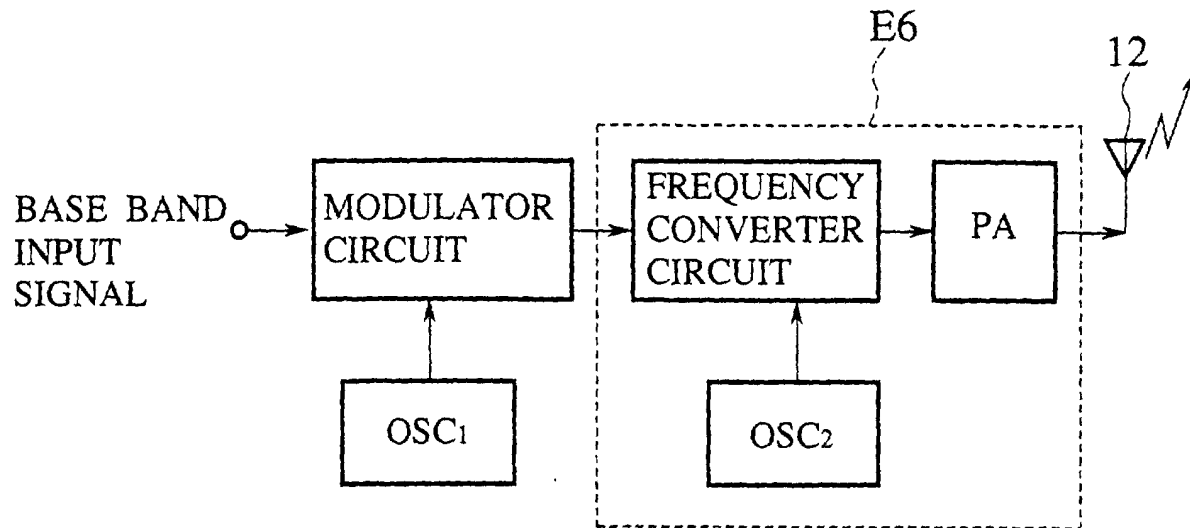 E6
12
BASE BAND
INPUT
SIGNAL
MODULATOR
CIRCUIT
FREQUENCY
CONVERTER
CIRCUIT
PA
OSC1
OSC2